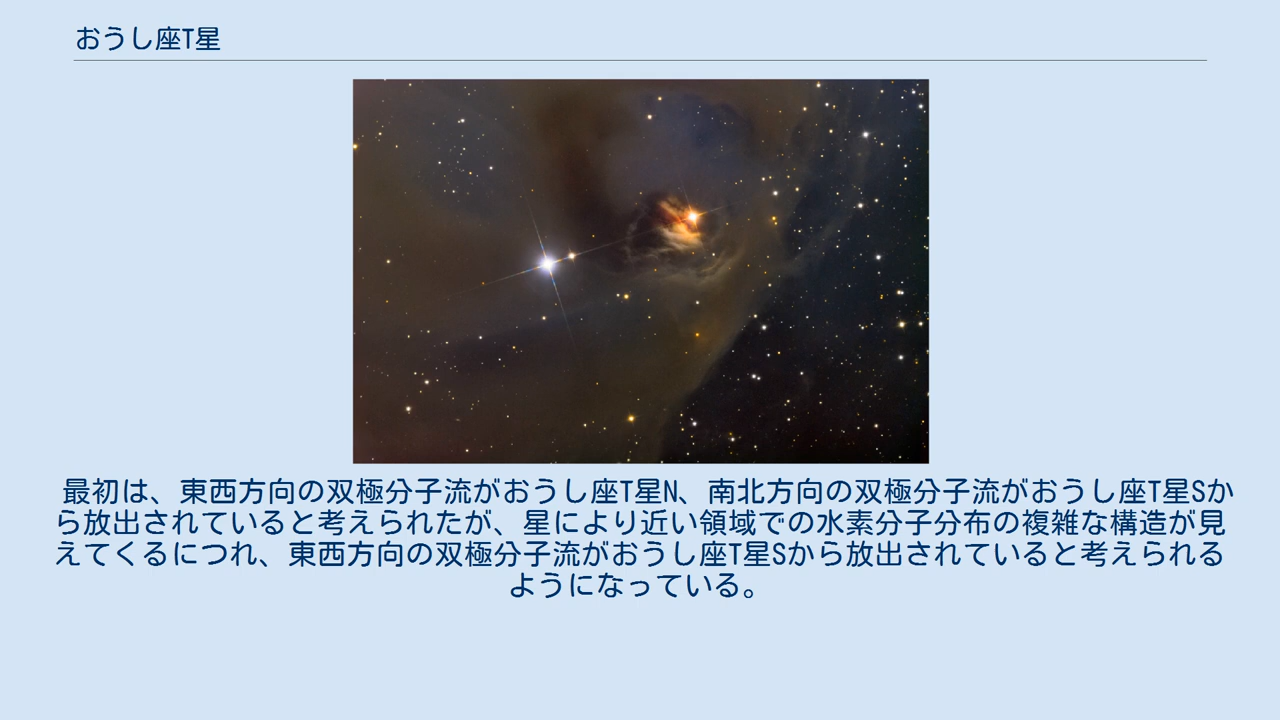 おうし座T星
最初は、東西方向の双極分子流がおうし座T星N、南北方向の双極分子流がおうし座T星Sか
ら放出されていると考えられたが、星により近い領域での水素分子分布の複雑な構造が見
えてくるにつれ、東西方向の双極分子流がおうし座T星Sから放出されていると考えられる
ようになっている。